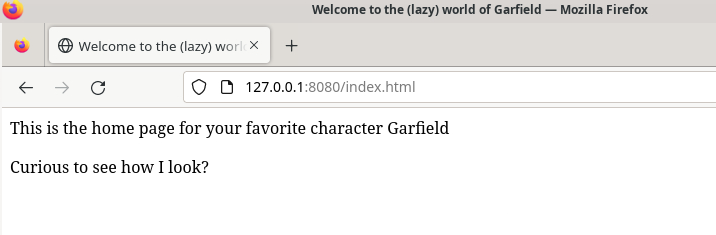 Welcome to the (lazy) world of Garfield — Mozilla Firefox
Welcome to the (lazy) worl
127.0.0.1:8080/index.html
This is the home page for your favorite character Garfield
Curious to see how I look?